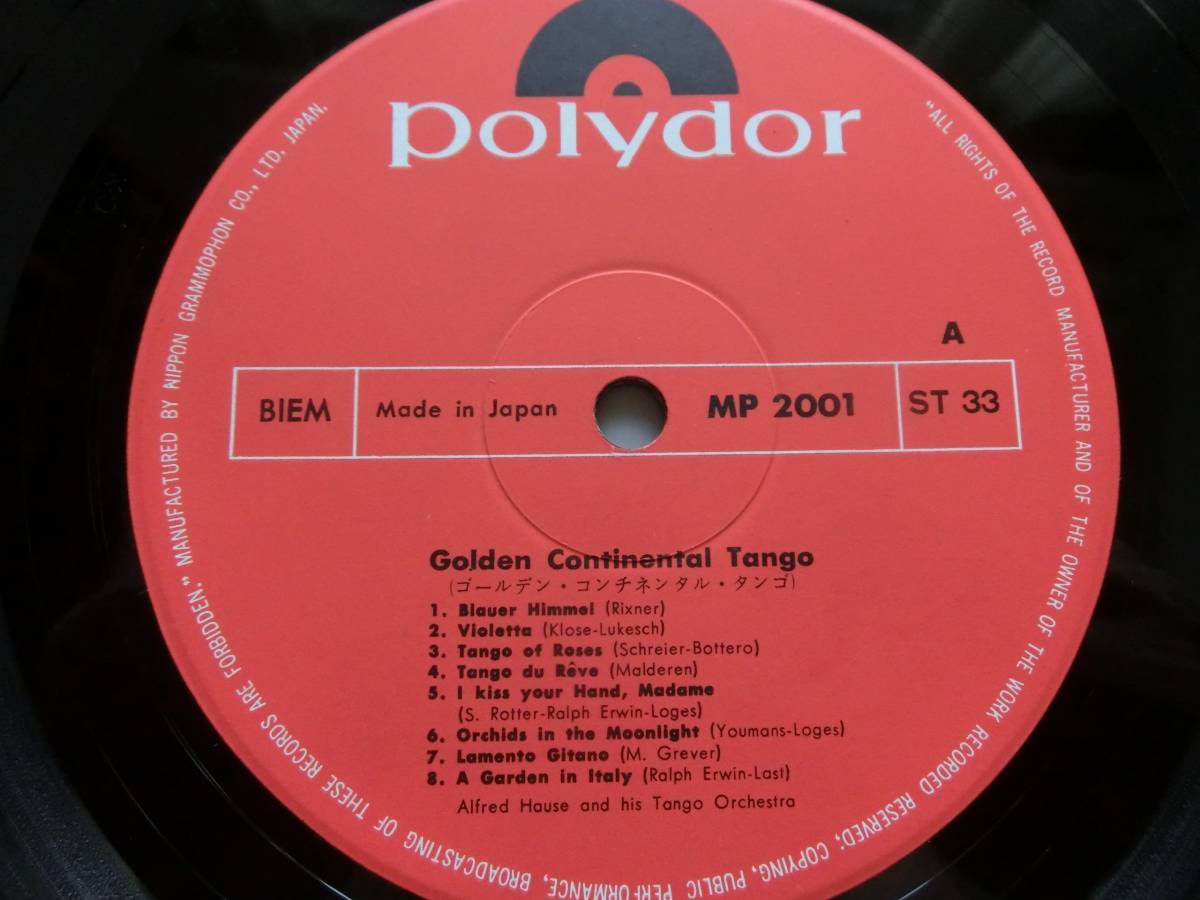 polydor
A
BIEM Made in Japan MP 2001 ST 33
Golden Continental Tango
(ゴールデン・コンチネンタル・タンゴ)
1. Blauer Himmel (Rixner)
2. Violetta (Klose-Lukesch)
3. Tango of Roses (Schreier-Bottero)
4. Tango du Rêve (Malderen)
5. I kiss your Hand, Madame
(S. Rotter-Ralph Erwin-Loges)
6. Orchids in the Moonlight (Youmans-Loges)
7. Lamento Gitano (M. Grever)
8. A Garden in Italy (Ralph Erwin-Last)
Alfred Hause and his Tango Orchestra
"ALL RIGHTS OF THE RECORD MANUFACTURER AND OF THE OWNER OF THE WORK RECORDED RESERVED; COPYING, PUBLIC PERFORMANCE, BROADCASTING OF THESE RECORDS ARE FORBIDDEN." MANUFACTURED BY NIPPON GRAMMOPHON CO., LTD. JAPAN.